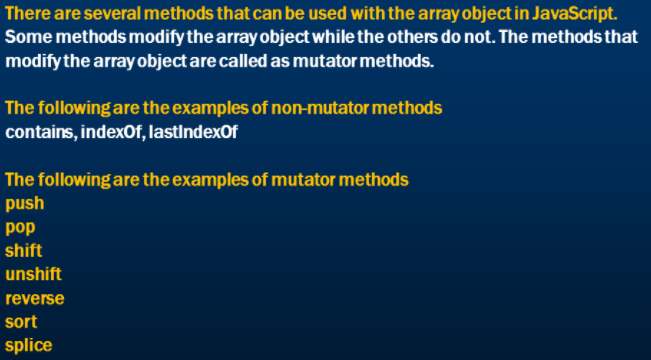 There are several methods that can be used with the array object in JavaScript.
Some methods modify the array object while the others do not. The methods that
modify the array object are called as mutator methods.
The following are the examples of non-mutator methods
contains, indexOf, lastIndexOf
The following are the examples of mutator methods
push
pop
shift
unshift
reverse
sort
splice